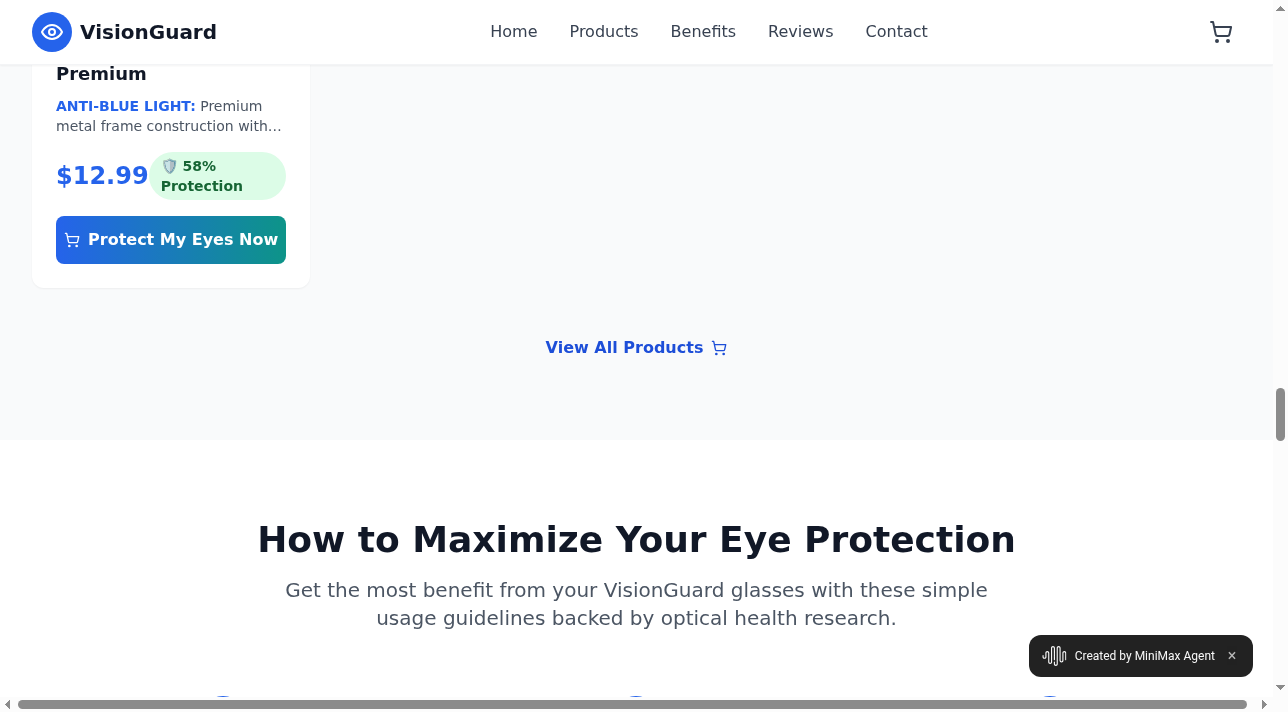 VisionGuard
Home
Products
Benefits
Reviews
Contact
Premium
ANTI-BLUE LIGHT: Premium
metal frame construction with...
$12.99
58%
Protection
Protect My Eyes Now
View All Products
How to Maximize Your Eye Protection
Get the most benefit from your VisionGuard glasses with these simple
usage guidelines backed by optical health research.
Created by MiniMax Agent ×